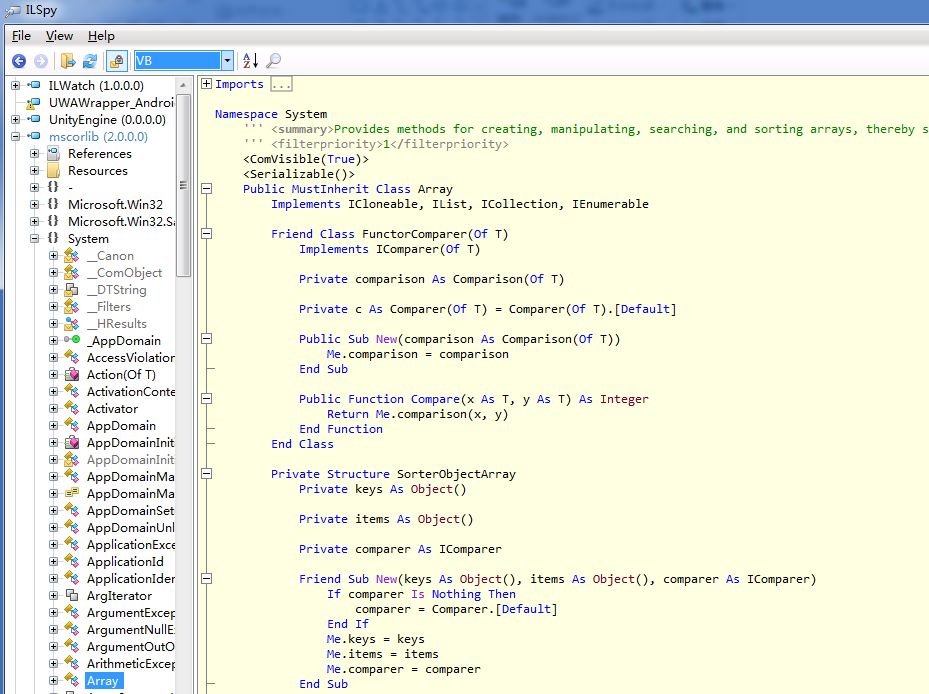 ILSpy
File View Help
VB
ILWatch (1.0.0.0)
UWAWrapper_Androi
UnityEngine (0.0.0.0)
mscorlib (2.0.0.0)
References
Resources
{} -
{} Microsoft.Win32
{} Microsoft.Win32.Sa
{} System
__Canon
__ComObject
__DTString
__Filters
__HResults
_AppDomain
AccessViolation
Action(Of T)
ActivationConte
Activator
AppDomain
AppDomainInit
AppDomainInit
AppDomainMa
AppDomainMa
AppDomainSet
AppDomainUnl
ApplicationExce
ApplicationId
ApplicationIder
ArgIterator
ArgumentExcep
ArgumentNullE
ArgumentOutO
ArithmeticExcep
Array
Imports ...
Namespace System
''' <summary>Provides methods for creating, manipulating, searching, and sorting arrays, thereby s
''' <filterpriority>1</filterpriority>
<ComVisible(True)>
<Serializable()>
Public MustInherit Class Array
Implements ICloneable, IList, ICollection, IEnumerable
Friend Class FunctorComparer(Of T)
Implements IComparer(Of T)
Private comparison As Comparison(Of T)
Private c As Comparer(Of T) = Comparer(Of T).[Default]
Public Sub New(comparison As Comparison(Of T))
Me.comparison = comparison
End Sub
Public Function Compare(x As T, y As T) As Integer
Return Me.comparison(x, y)
End Function
End Class
Private Structure SorterObjectArray
Private keys As Object()
Private items As Object()
Private comparer As IComparer
Friend Sub New(keys As Object(), items As Object(), comparer As IComparer)
If comparer Is Nothing Then
comparer = Comparer.[Default]
End If
Me.keys = keys
Me.items = items
Me.comparer = comparer
End Sub